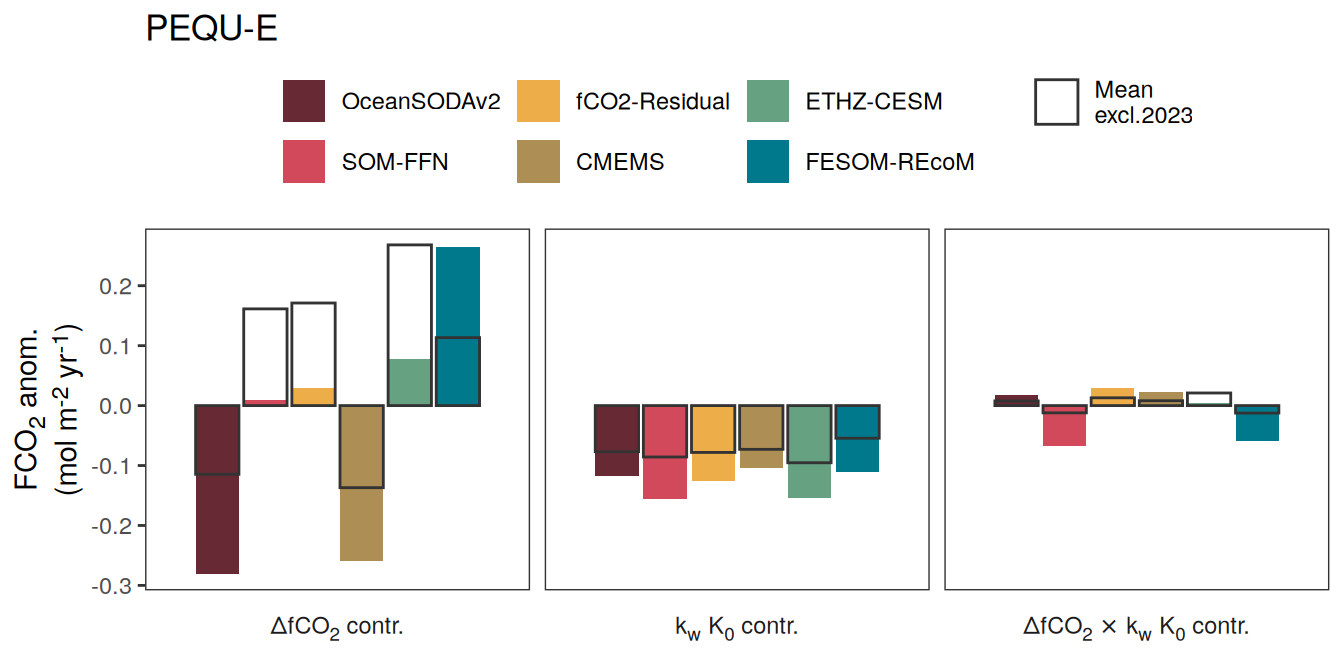 PEQU-E
OceanSODAv2
fCO2-Residual
ETHZ-CESM
Mean
excl.2023
SOM-FFN
CMEMS
FESOM-REcoM
FCO₂ anom.
(mol m⁻² yr⁻¹)
0.2
0.1
0.0
-0.1
-0.2
-0.3
ΔfCO₂ contr.
k_w K₀ contr.
ΔfCO₂ × k_w K₀ contr.